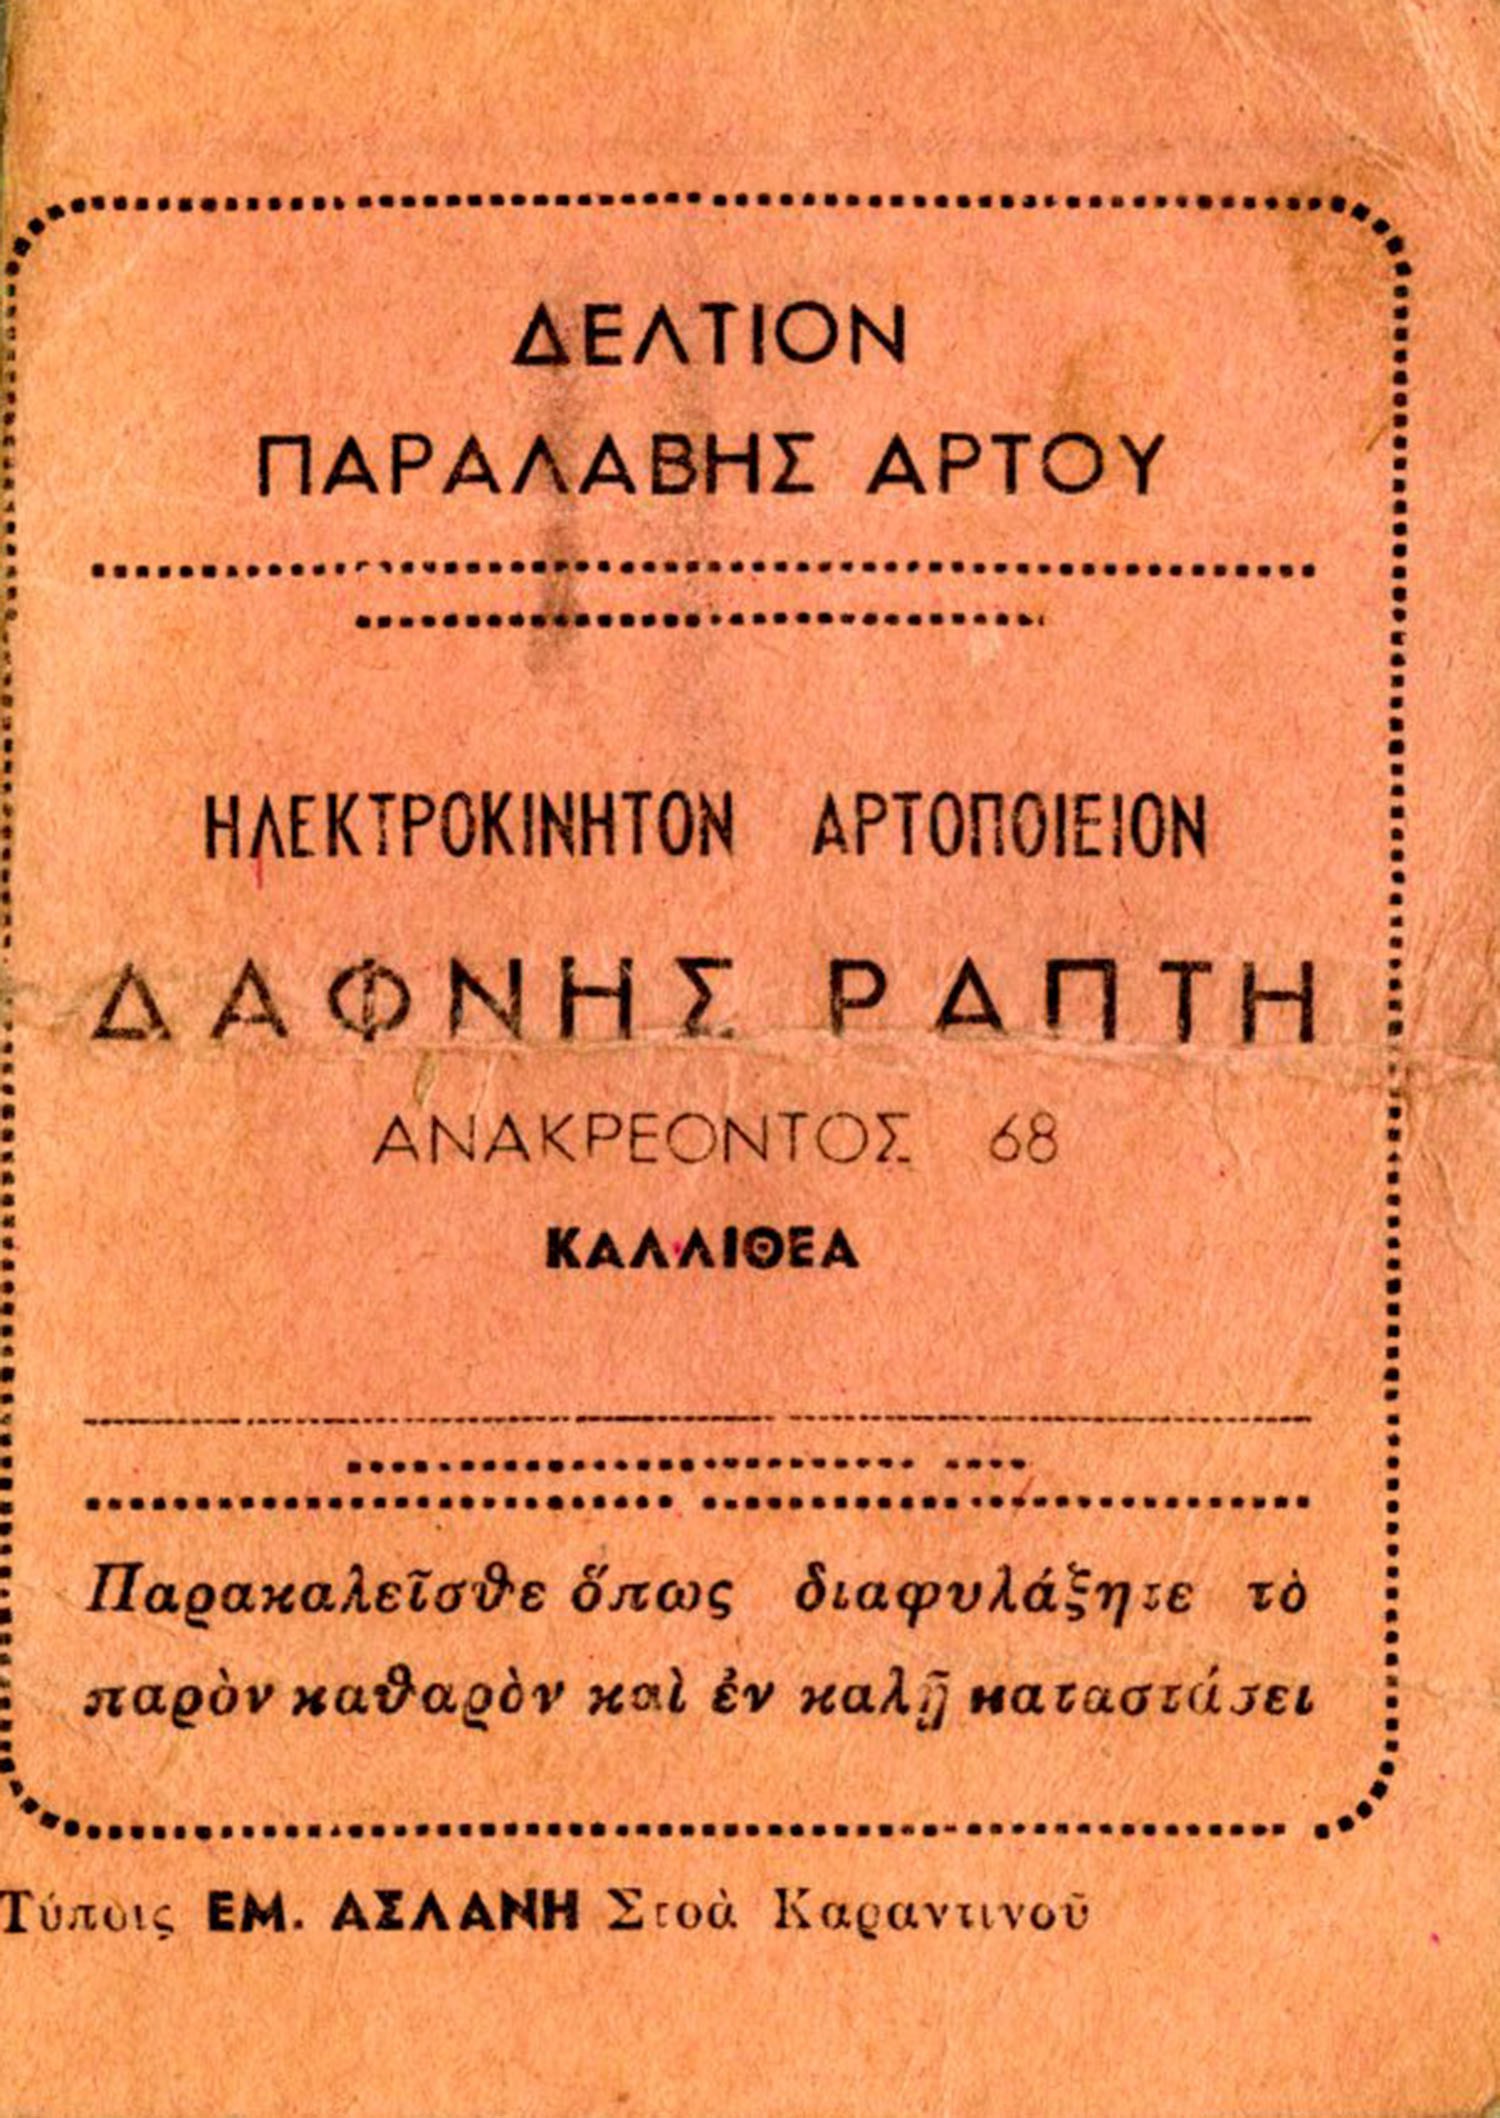 ΔΕΛΤΙΟΝ
ΠΑΡΑΛΑΒΗΣ ΑΡΤΟΥ
ΗΛΕΚΤΡΟΚΙΝΗΤΟΝ ΑΡΤΟΠΟΙΕΙΟΝ
ΔΑΦΝΗΣ ΡΑΠΤΗ
ΑΝΑΚΡΕΟΝΤΟΣ 68
ΚΑΛΛΙΘΕΑ
Παρακαλεῖσθε ὅπως διαφυλάξητε τὸ
παρὸν καθαρὸν καὶ ἐν καλῇ καταστάσει
Τύποις ΕΜ. ΑΣΛΑΝΗ Στοὰ Καραντινοῦ